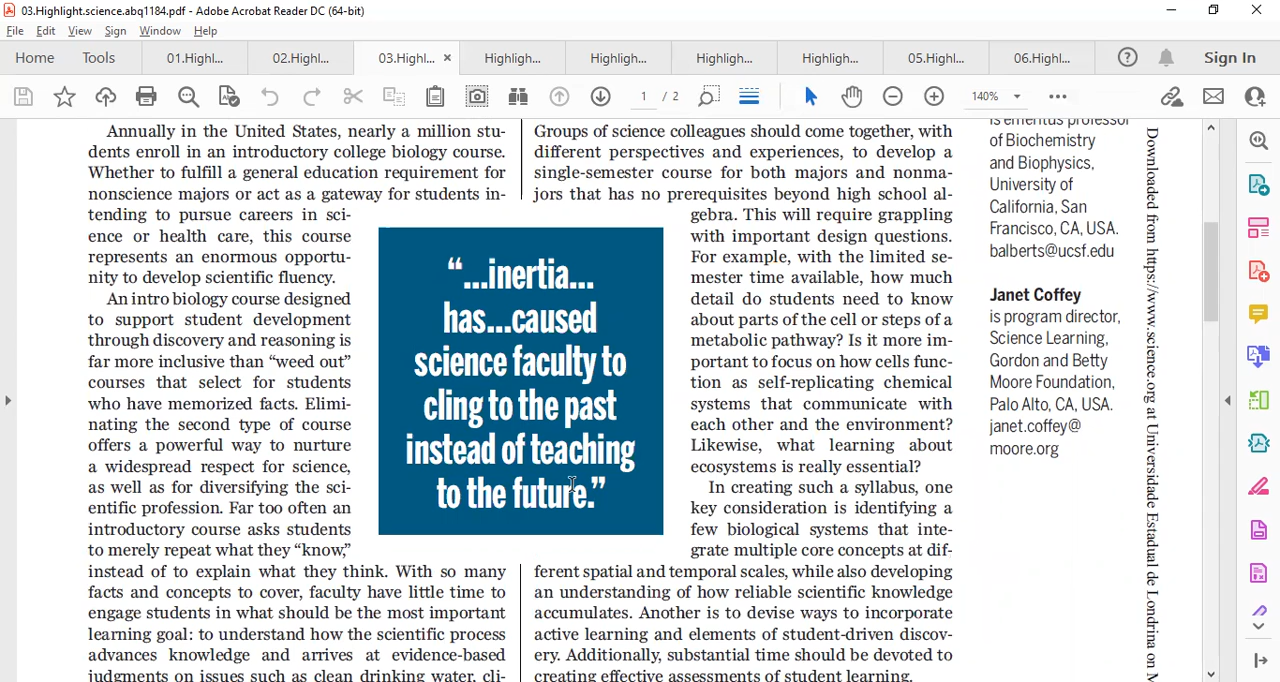 03.Highlight.science.abq1184.pdf - Adobe Acrobat Reader DC (64-bit)
File Edit View Sign Window Help
Home Tools 01.Highl... 02.Highl... 03.Highl... × Highligh... Highligh... Highligh... Highligh... 05.Highl... 06.Highl... Sign In
1 / 2 140%
Annually in the United States, nearly a million stu-
dents enroll in an introductory college biology course.
Whether to fulfill a general education requirement for
nonscience majors or act as a gateway for students in-
tending to pursue careers in sci-
ence or health care, this course
represents an enormous opportu-
nity to develop scientific fluency.
An intro biology course designed
to support student development
through discovery and reasoning is
far more inclusive than “weed out”
courses that select for students
who have memorized facts. Elimi-
nating the second type of course
offers a powerful way to nurture
a widespread respect for science,
as well as for diversifying the sci-
entific profession. Far too often an
introductory course asks students
to merely repeat what they “know,”
instead of to explain what they think. With so many
facts and concepts to cover, faculty have little time to
engage students in what should be the most important
learning goal: to understand how the scientific process
advances knowledge and arrives at evidence-based
judgments on issues such as clean drinking water, cli-
“...inertia...
has...caused
science faculty to
cling to the past
instead of teaching
to the future.”
Groups of science colleagues should come together, with
different perspectives and experiences, to develop a
single-semester course for both majors and nonma-
jors that has no prerequisites beyond high school al-
gebra. This will require grappling
with important design questions.
For example, with the limited se-
mester time available, how much
detail do students need to know
about parts of the cell or steps of a
metabolic pathway? Is it more im-
portant to focus on how cells func-
tion as self-replicating chemical
systems that communicate with
each other and the environment?
Likewise, what learning about
ecosystems is really essential?
In creating such a syllabus, one
key consideration is identifying a
few biological systems that inte-
grate multiple core concepts at dif-
ferent spatial and temporal scales, while also developing
an understanding of how reliable scientific knowledge
accumulates. Another is to devise ways to incorporate
active learning and elements of student-driven discov-
ery. Additionally, substantial time should be devoted to
creating effective assessments of student learning.
is emeritus professor
of Biochemistry
and Biophysics,
University of
California, San
Francisco, CA, USA.
balberts@ucsf.edu
Janet Coffey
is program director,
Science Learning,
Gordon and Betty
Moore Foundation,
Palo Alto, CA, USA.
janet.coffey@
moore.org
Downloaded from https://www.science.org at Universidade Estadual de Londrina on M